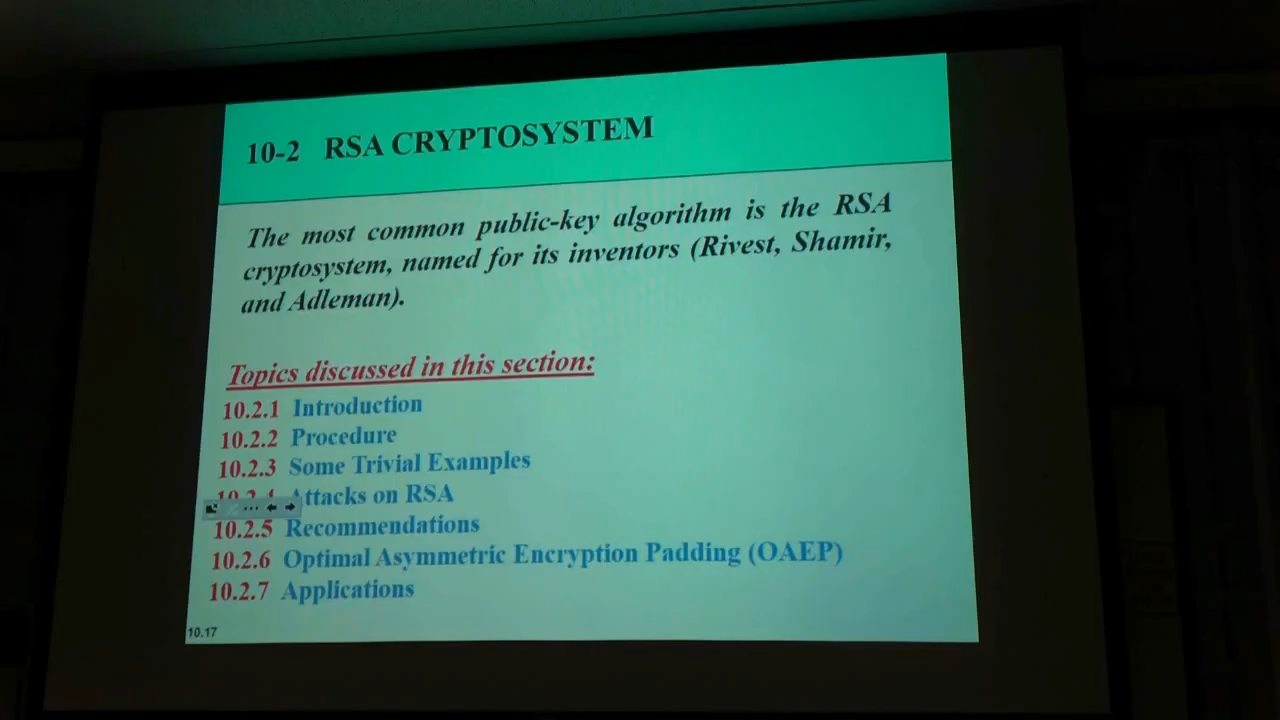 10-2 RSA CRYPTOSYSTEM
The most common public-key algorithm is the RSA
cryptosystem, named for its inventors (Rivest, Shamir,
and Adleman).
Topics discussed in this section:
10.2.1 Introduction
10.2.2 Procedure
10.2.3 Some Trivial Examples
10.2.4 Attacks on RSA
10.2.5 Recommendations
10.2.6 Optimal Asymmetric Encryption Padding (OAEP)
10.2.7 Applications
10.17